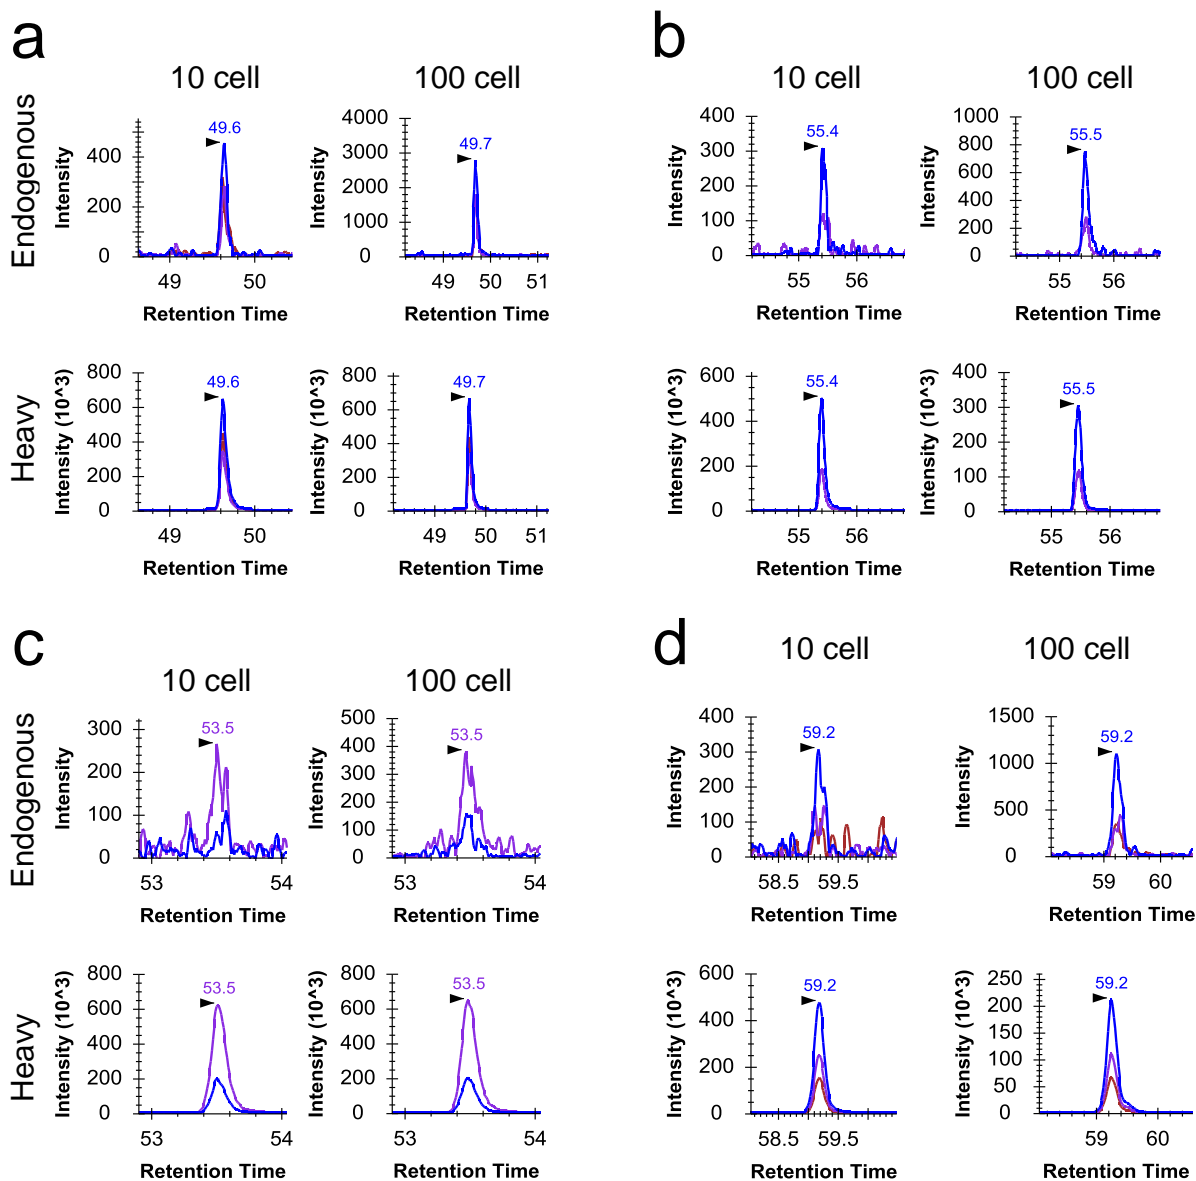 a
10 cell
100 cell
Endogenous
Intensity
400
200
0
49.6
49
50
Retention Time
Intensity
4000
3000
2000
1000
0
49.7
49
50
51
Retention Time
Heavy
Intensity (10^3)
800
600
400
200
0
49.6
49
50
Retention Time
Intensity (10^3)
800
600
400
200
0
49.7
49
50
51
Retention Time
b
10 cell
100 cell
Intensity
400
300
200
100
0
55.4
55
56
Retention Time
Intensity
1000
800
600
400
200
0
55.5
55
56
Retention Time
Intensity (10^3)
600
400
200
0
55.4
55
56
Retention Time
Intensity (10^3)
400
300
200
100
0
55.5
55
56
Retention Time
c
10 cell
100 cell
Endogenous
Intensity
300
200
100
0
53.5
53
54
Retention Time
Intensity
500
400
300
200
100
0
53.5
53
54
Retention Time
Heavy
Intensity (10^3)
800
600
400
200
0
53.5
53
54
Retention Time
Intensity (10^3)
800
600
400
200
0
53.5
53
54
Retention Time
d
10 cell
100 cell
Intensity
400
300
200
100
0
59.2
58.5
59.5
Retention Time
Intensity
1500
1000
500
0
59.2
59
60
Retention Time
Intensity (10^3)
600
400
200
0
59.2
58.5
59.5
Retention Time
Intensity (10^3)
250
200
150
100
50
0
59.2
59
60
Retention Time